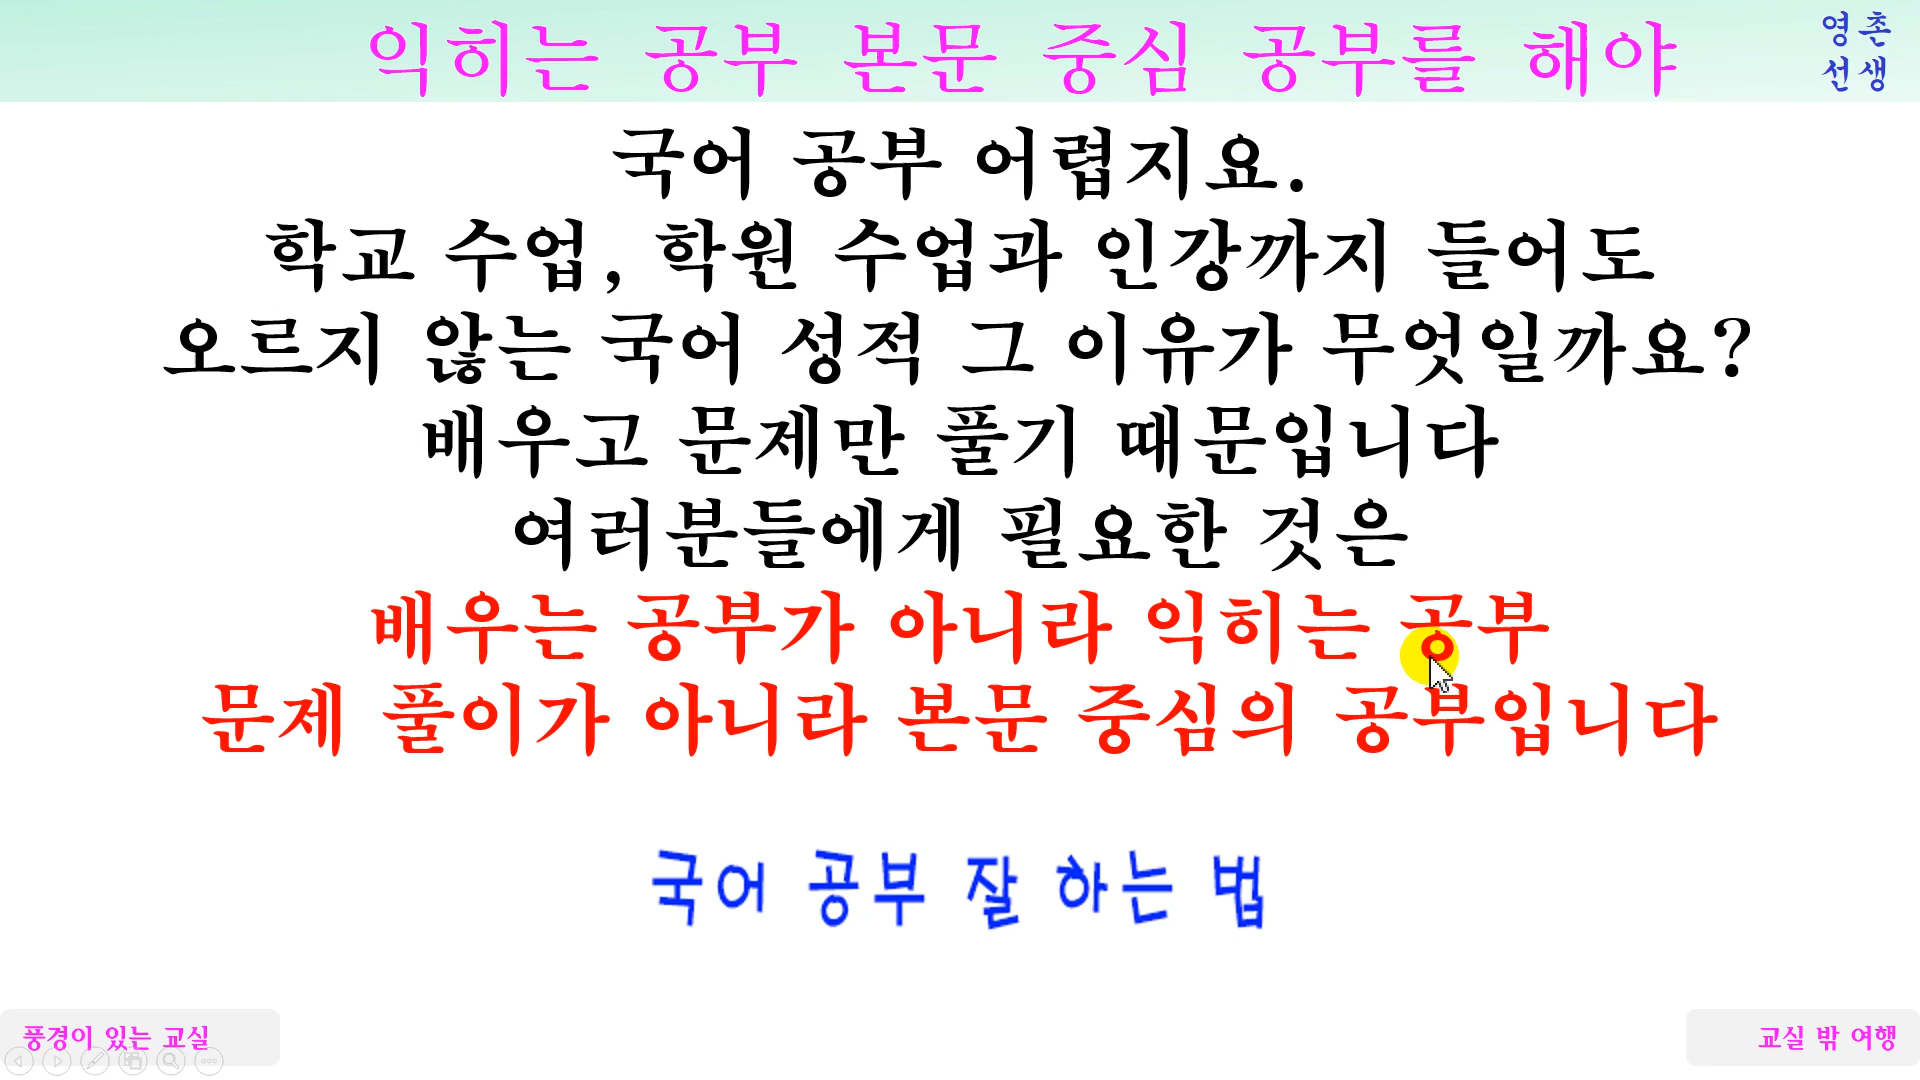 익히는 공부 본문 중심 공부를 해야
영촌
선생
국어 공부 어렵지요.
학교 수업, 학원 수업과 인강까지 들어도
오르지 않는 국어 성적 그 이유가 무엇일까요?
배우고 문제만 풀기 때문입니다
여러분들에게 필요한 것은
배우는 공부가 아니라 익히는 공부
문제 풀이가 아니라 본문 중심의 공부입니다
국어 공부 잘 하는 법
풍경이 있는 교실
교실 밖 여행